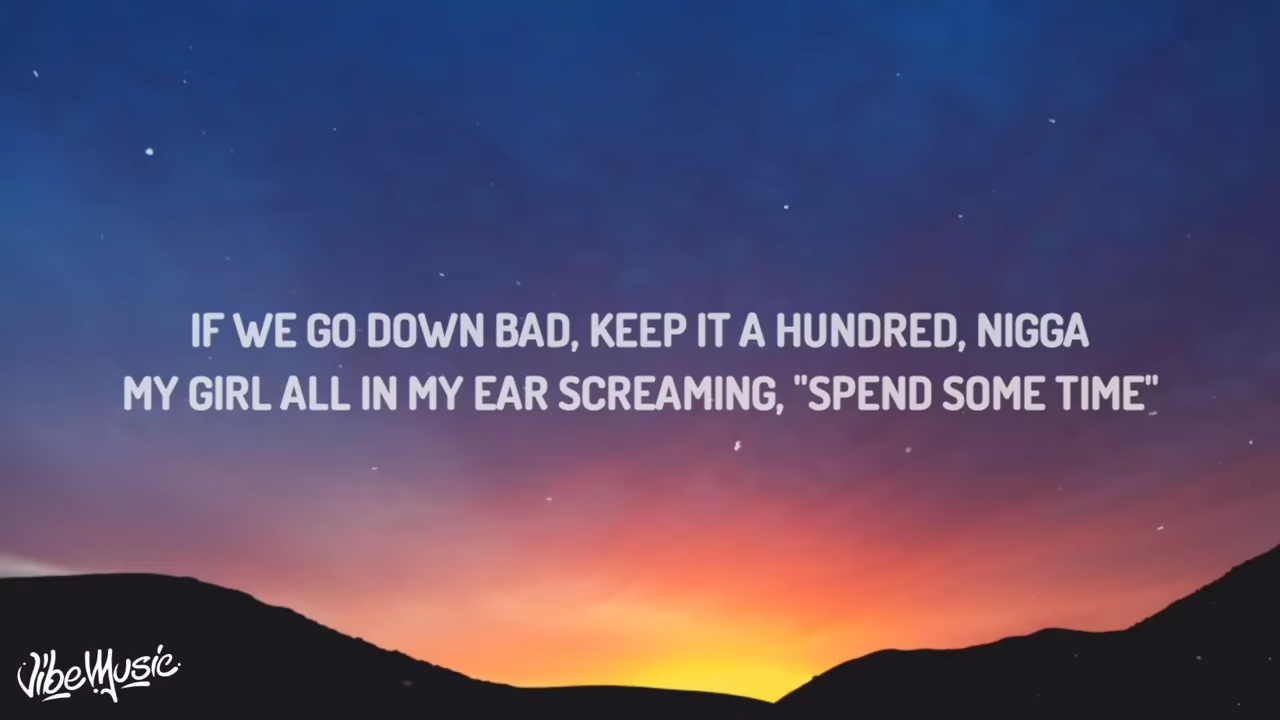 IF WE GO DOWN BAD, KEEP IT A HUNDRED, NIGGA
MY GIRL ALL IN MY EAR SCREAMING, "SPEND SOME TIME"
VibeMusic